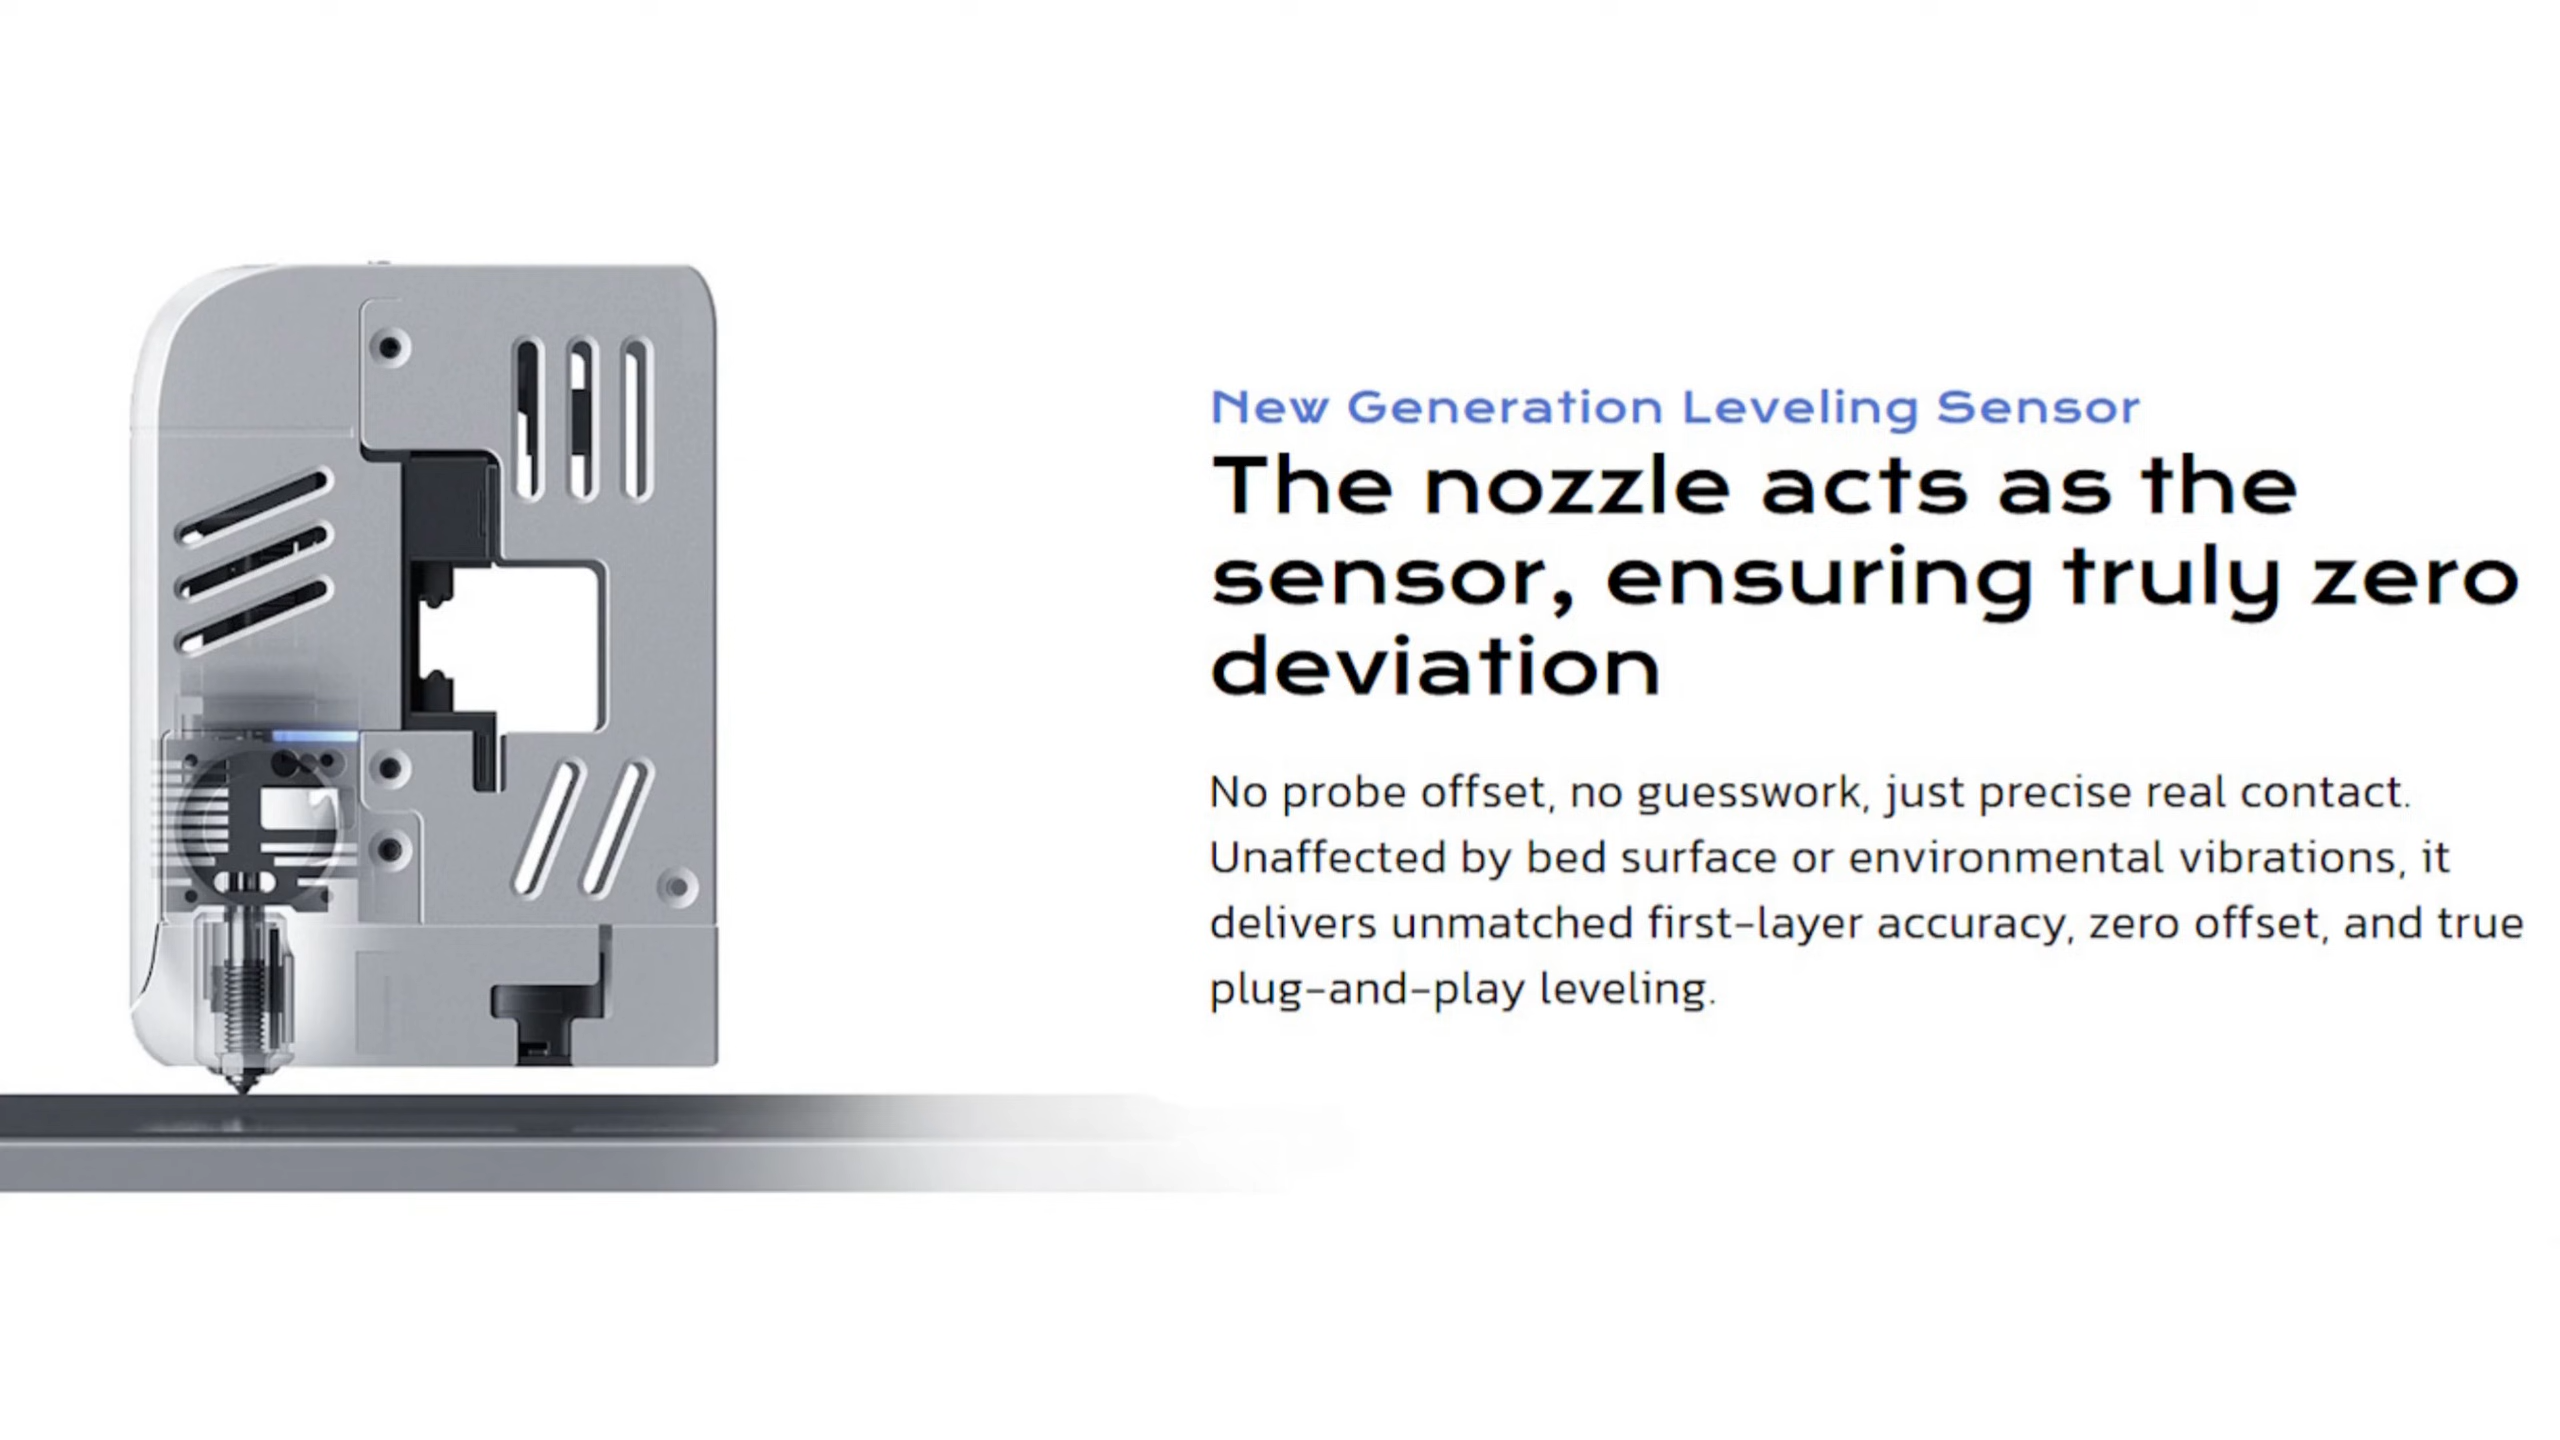 New Generation Leveling Sensor
The nozzle acts as the
sensor, ensuring truly zero
deviation
No probe offset, no guesswork, just precise real contact.
Unaffected by bed surface or environmental vibrations, it
delivers unmatched first-layer accuracy, zero offset, and true
plug-and-play leveling.